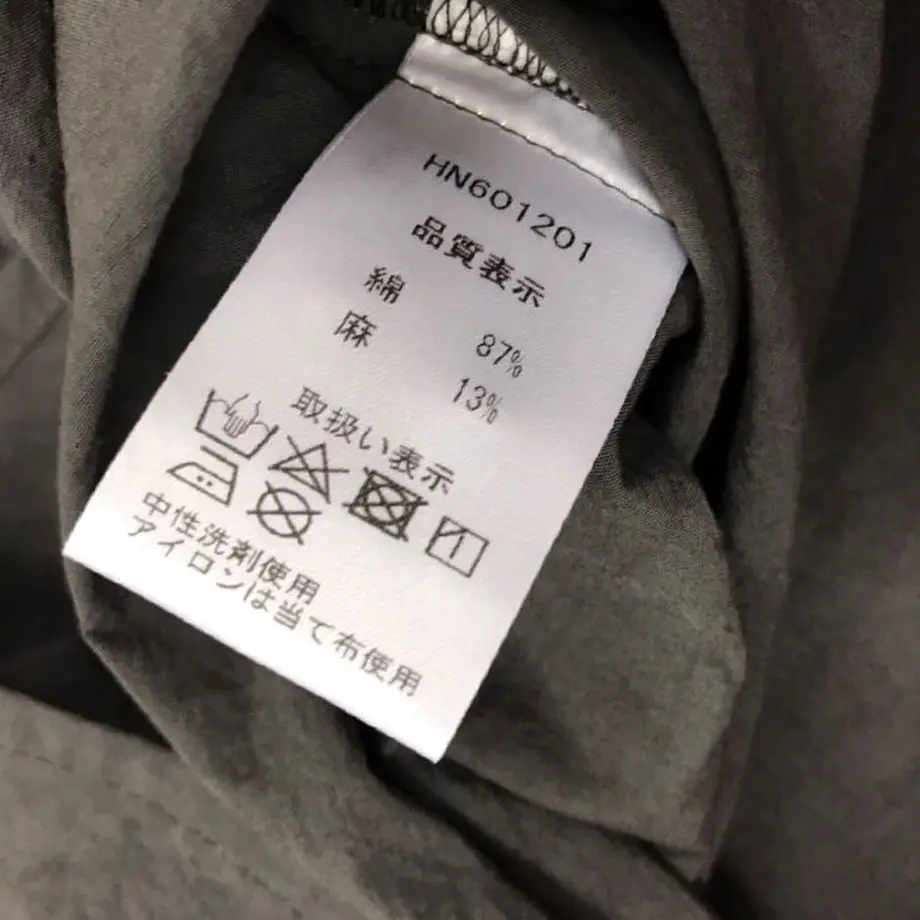 HN601201
品質表示
綿 87%
麻 13%
取扱い表示
中性洗剤使用
アイロンは当て布使用